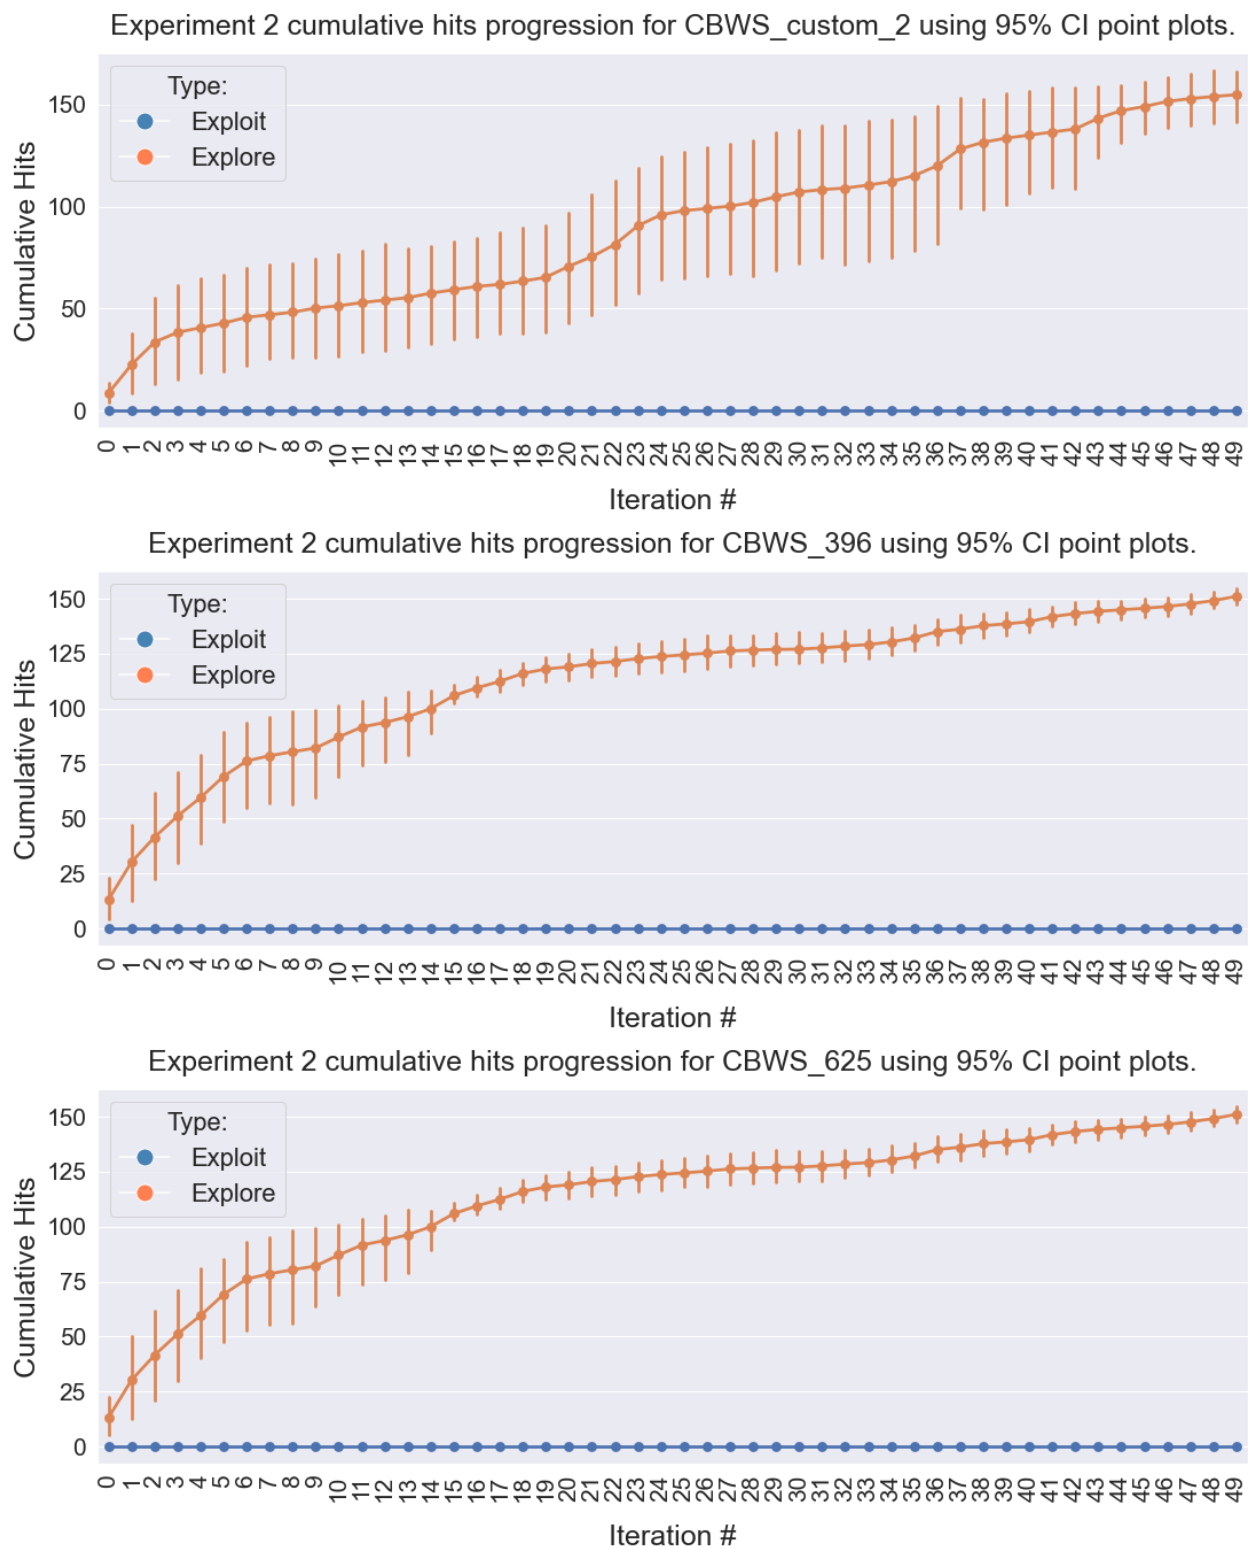 Experiment 2 cumulative hits progression for CBWS_custom_2 using 95% CI point plots.
Type:
Exploit
Explore
Cumulative Hits
150
100
50
0
0 1 2 3 4 5 6 7 8 9 10 11 12 13 14 15 16 17 18 19 20 21 22 23 24 25 26 27 28 29 30 31 32 33 34 35 36 37 38 39 40 41 42 43 44 45 46 47 48 49
Iteration #
Experiment 2 cumulative hits progression for CBWS_396 using 95% CI point plots.
Type:
Exploit
Explore
Cumulative Hits
150
125
100
75
50
25
0
0 1 2 3 4 5 6 7 8 9 10 11 12 13 14 15 16 17 18 19 20 21 22 23 24 25 26 27 28 29 30 31 32 33 34 35 36 37 38 39 40 41 42 43 44 45 46 47 48 49
Iteration #
Experiment 2 cumulative hits progression for CBWS_625 using 95% CI point plots.
Type:
Exploit
Explore
Cumulative Hits
150
125
100
75
50
25
0
0 1 2 3 4 5 6 7 8 9 10 11 12 13 14 15 16 17 18 19 20 21 22 23 24 25 26 27 28 29 30 31 32 33 34 35 36 37 38 39 40 41 42 43 44 45 46 47 48 49
Iteration #